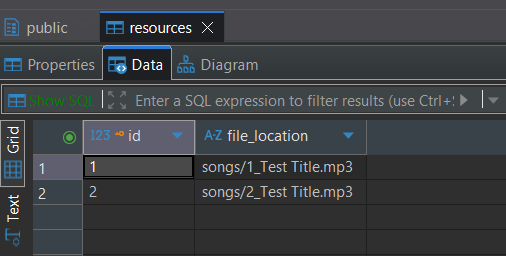 public resources
Properties Data Diagram
Show SQL Enter a SQL expression to filter results (use Ctrl+S
Grid
Text
123 id A-Z file_location
1 1 songs/1_Test Title.mp3
2 2 songs/2_Test Title.mp3